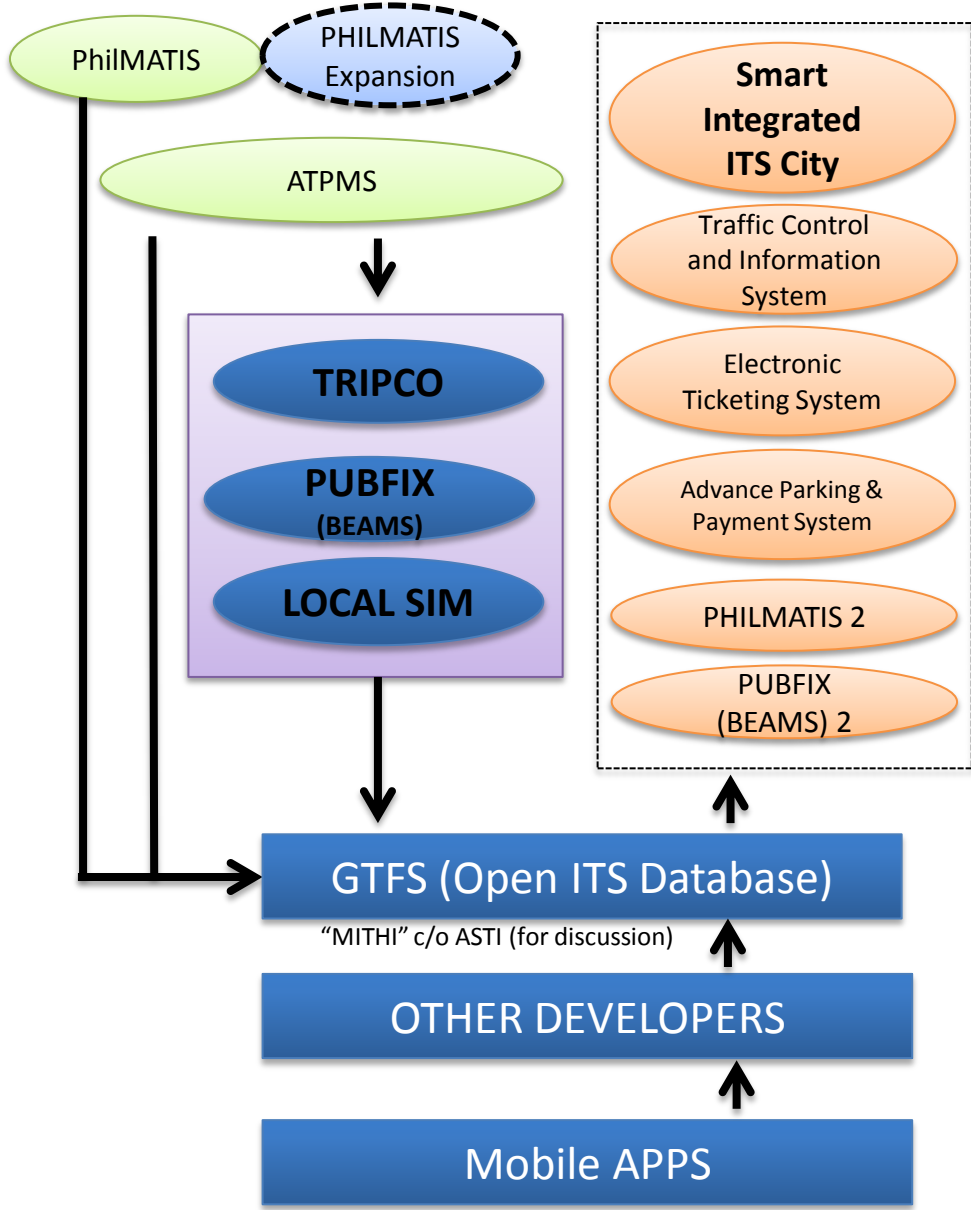 PhilMATIS
PHILMATIS
Expansion
ATPMS
TRIPCO
PUBFIX
(BEAMS)
LOCAL SIM
Smart
Integrated
ITS City
Traffic Control
and Information
System
Electronic
Ticketing System
Advance Parking &
Payment System
PHILMATIS 2
PUBFIX
(BEAMS) 2
GTFS (Open ITS Database)
“MITHI” c/o ASTI (for discussion)
OTHER DEVELOPERS
Mobile APPS